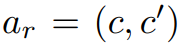 a_r = (c, c′)